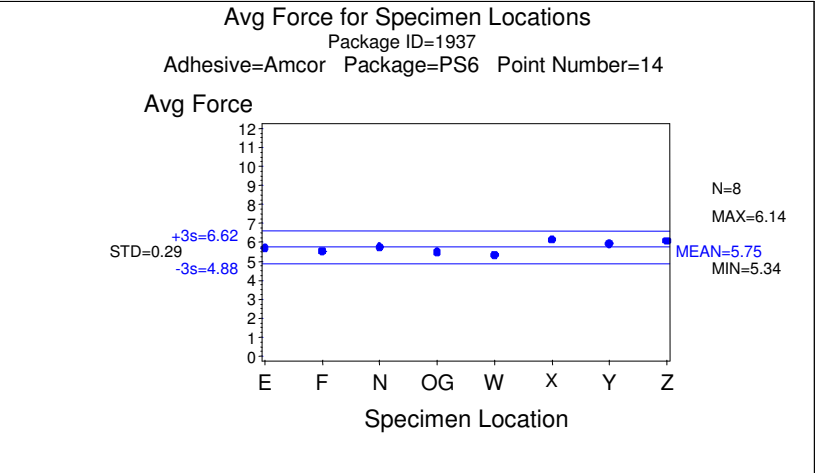 Avg Force for Specimen Locations
Package ID=1937
Adhesive=Amcor Package=PS6 Point Number=14
Avg Force
12
11
10
9
8
7
6
5
4
3
2
1
0
+3s=6.62
STD=0.29
-3s=4.88
N=8
MAX=6.14
MEAN=5.75
MIN=5.34
E F N OG W X Y Z
Specimen Location